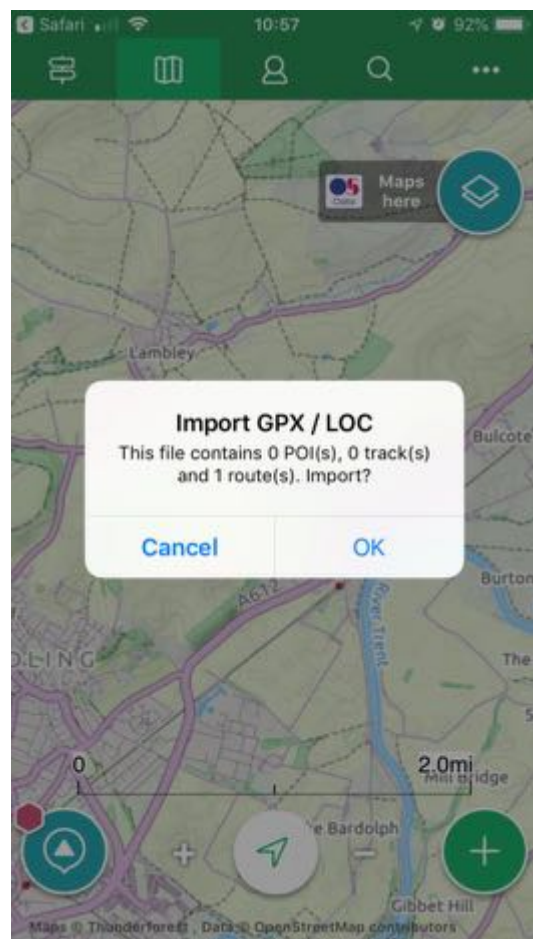 Safari
10:57
92%
Maps
here
Lambley
Import GPX / LOC
This file contains 0 POI(s), 0 track(s)
and 1 route(s). Import?
Cancel
OK
Bulcote
Burton
A612
River Trent
LING
The
0
2.0mi
Mill Bridge
e Bardolph
Gibbet Hill
Maps © Thunderforest, Data © OpenStreetMap contributors